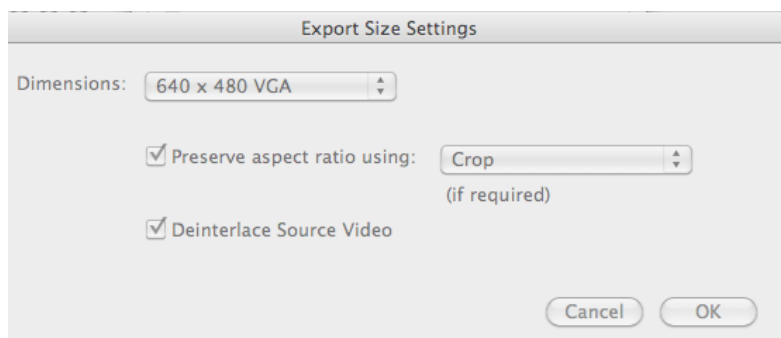 Export Size Settings
Dimensions: 640 x 480 VGA
Preserve aspect ratio using: Crop
(if required)
Deinterlace Source Video
Cancel OK